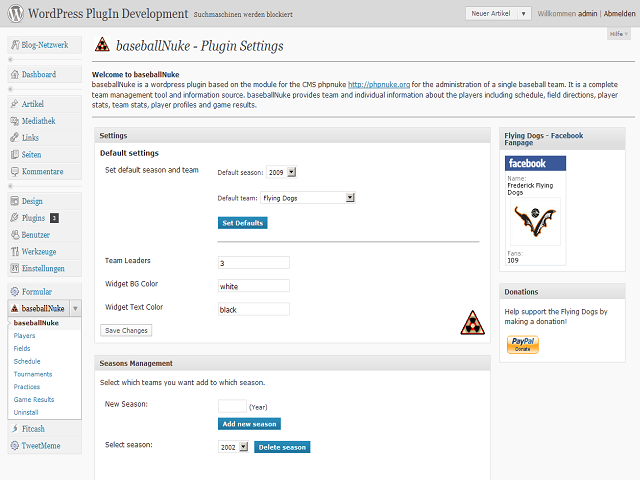 WordPress PlugIn Development
Suchmaschinen werden blockiert
Neuer Artikel
Willkommen admin | Abmelden
Hilfe
Blog-Netzwerk
Dashboard
Artikel
Mediathek
Links
Seiten
Kommentare
Design
Plugins 3
Benutzer
Werkzeuge
Einstellungen
Formular
baseballNuke
baseballNuke
Players
Fields
Schedule
Tournaments
Practices
Game Results
Uninstall
Fitcash
TweetMeme
baseballNuke - Plugin Settings
Welcome to baseballNuke
baseballNuke is a wordpress plugin based on the module for the CMS phpnuke http://phpnuke.org for the administration of a single baseball team. It is a complete
team management tool and information source. baseballNuke provides team and individual information about the players including schedule, field directions, player
stats, team stats, player profiles and game results.
Settings
Default settings
Set default season and team
Default season: 2009
Default team: Flying Dogs
Set Defaults
Team Leaders
3
Widget BG Color
white
Widget Text Color
black
Save Changes
Seasons Management
Select which teams you want add to which season.
New Season:
(Year)
Add new season
Select season:
2002
Delete season
Flying Dogs - Facebook
Fanpage
facebook
Name:
Frederick Flying
Dogs
Fans:
109
Donations
Help support the Flying Dogs by
making a donation!
PayPal
Donate